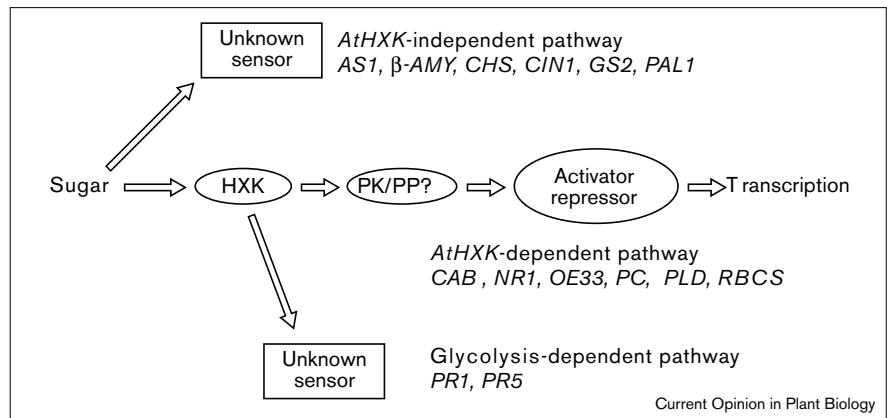 Unknown
sensor
AtHXK-independent pathway
AS1, β-AMY, CHS, CIN1, GS2, PAL1
Sugar
HXK
PK/PP?
Activator
repressor
Transcription
AtHXK-dependent pathway
CAB , NR1, OE33, PC, PLD, RBCS
Unknown
sensor
Glycolysis-dependent pathway
PR1, PR5
Current Opinion in Plant Biology